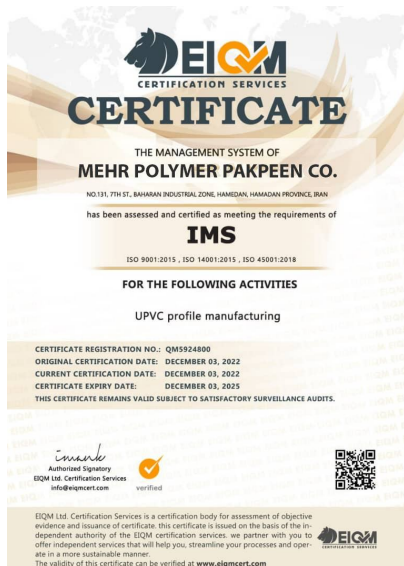 EIQM
CERTIFICATION SERVICES
CERTIFICATE
THE MANAGEMENT SYSTEM OF
MEHR POLYMER PAKPEEN CO.
NO.131, 7TH ST., BAHARAN INDUSTRIAL ZONE, HAMEDAN, HAMADAN PROVINCE, IRAN
has been assessed and certified as meeting the requirements of
IMS
ISO 9001:2015 , ISO 14001:2015 , ISO 45001:2018
FOR THE FOLLOWING ACTIVITIES
UPVC profile manufacturing
CERTIFICATE REGISTRATION NO.: QM5924800
ORIGINAL CERTIFICATION DATE: DECEMBER 03, 2022
CURRENT CERTIFICATION DATE: DECEMBER 03, 2022
CERTIFICATE EXPIRY DATE: DECEMBER 03, 2025
THIS CERTIFICATE REMAINS VALID SUBJECT TO SATISFACTORY SURVEILLANCE AUDITS.
Authorized Signatory
EIQM Ltd. Certification Services
info@eiqmcert.com
verified
EIQM Ltd. Certification Services is a certification body for assessment of objective
evidence and issuance of certificate. this certificate is issued on the basis of the in-
dependent authority of the EIQM certification services. we partner with you to
offer independent services that will help you, streamline your processes and oper-
ate in a more sustainable manner.
The validity of this certificate can be verified at www.eiqmcert.com
EIQM
CERTIFICATION SERVICES